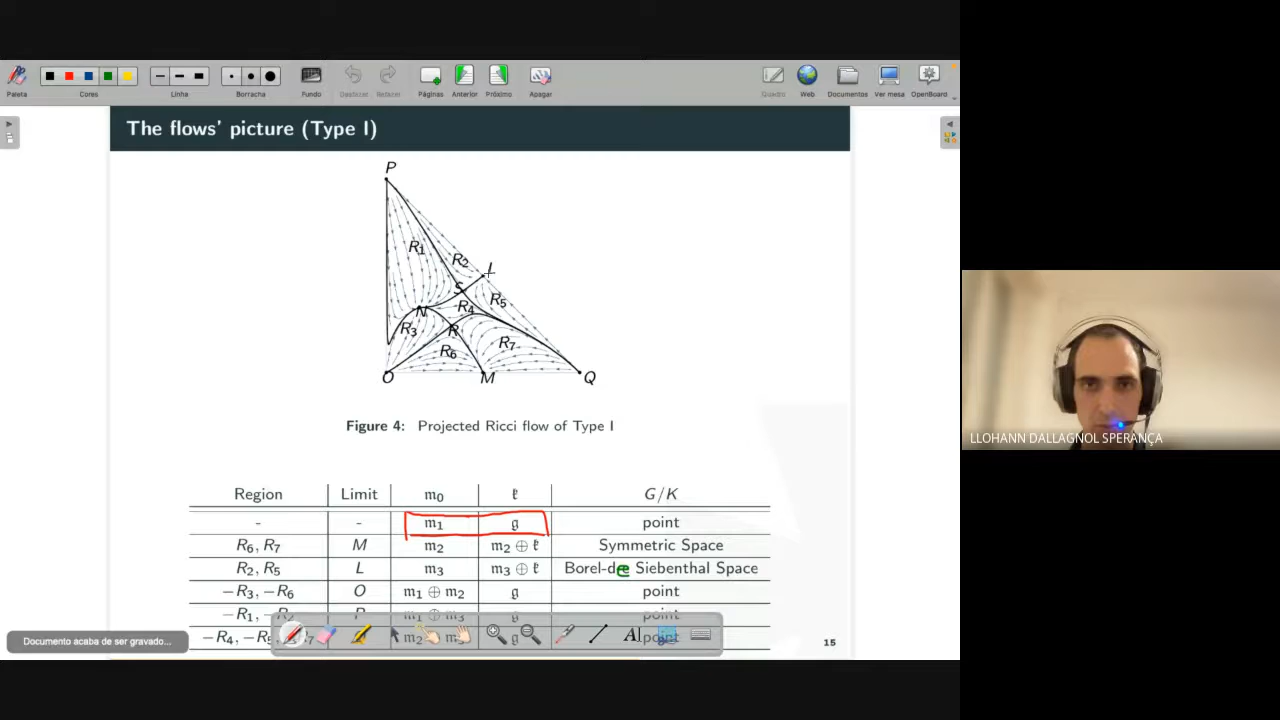 Paleta Cores Linha Borracha Fundo Desfazer Refazer Páginas Anterior Próximo Apagar Quadro Web Documentos Ver mesa OpenBoard
The flows' picture (Type I)
P
R1
R2
L
S
R5
N
R4
R3
R
R6
R7
O
M
Q
Figure 4: Projected Ricci flow of Type I
LLOHANN DALLAGNOL SPERANÇA
Region Limit 𝔪0 𝔨 G/K
- - 𝔪1 𝔤 point
R6, R7 M 𝔪2 𝔪2 ⊕ 𝔨 Symmetric Space
R2, R5 L 𝔪3 𝔪3 ⊕ 𝔨 Borel-de Siebenthal Space
−R3, −R6 O 𝔪1 ⊕ 𝔪2 𝔤 point
Documento acaba de ser gravado...
15